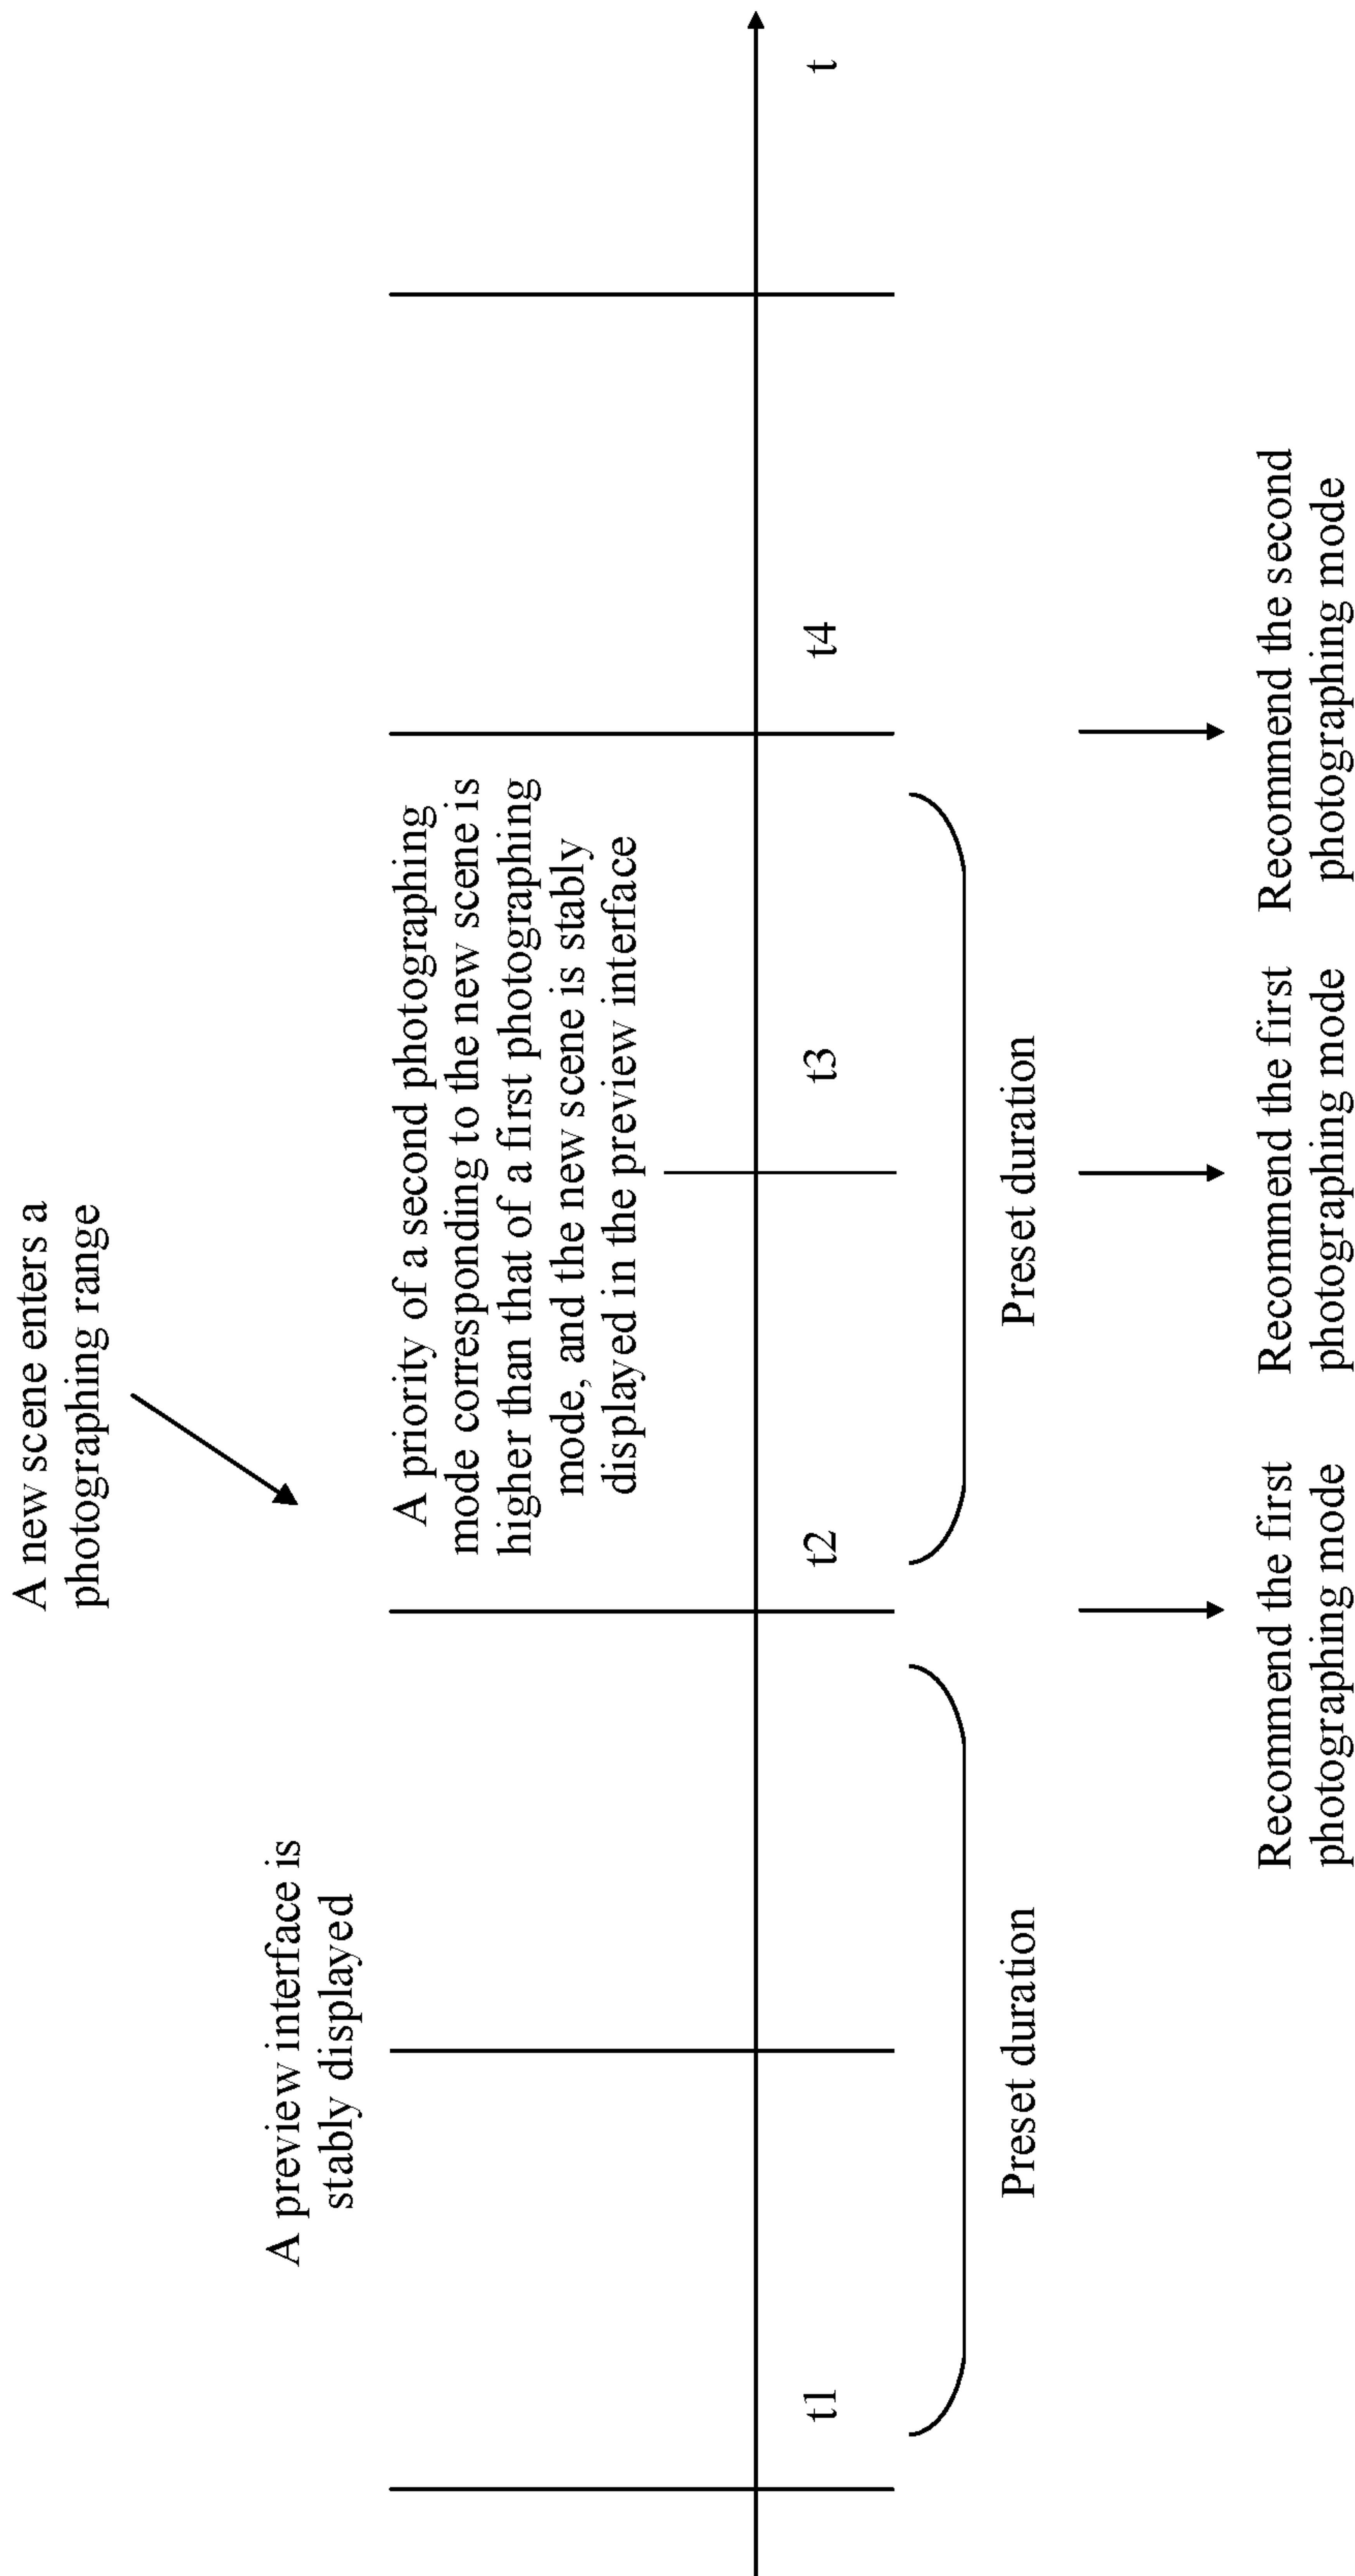 A new scene enters a
photographing range
A preview interface is
stably displayed
A priority of a second photographing
mode corresponding to the new scene is
higher than that of a first photographing
mode, and the new scene is stably
displayed in the preview interface
t1
t2
t3
t4
t
Preset duration
Preset duration
Recommend the first
photographing mode
Recommend the first
photographing mode
Recommend the second
photographing mode